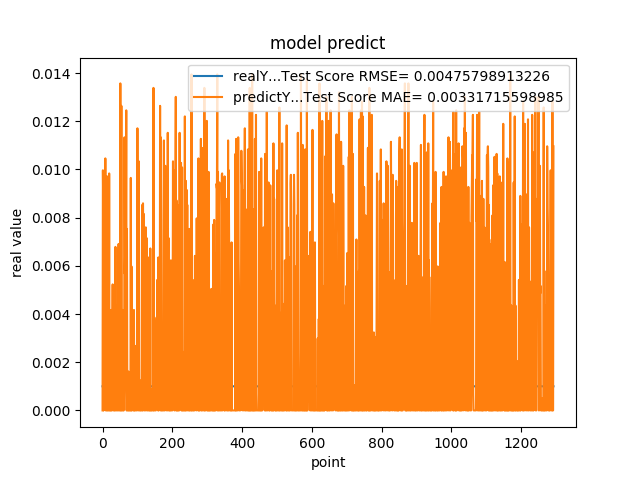 model predict
realY...Test Score RMSE= 0.00475798913226
predictY...Test Score MAE= 0.00331715598985
0.014
0.012
0.010
0.008
0.006
0.004
0.002
0.000
real value
0 200 400 600 800 1000 1200
point